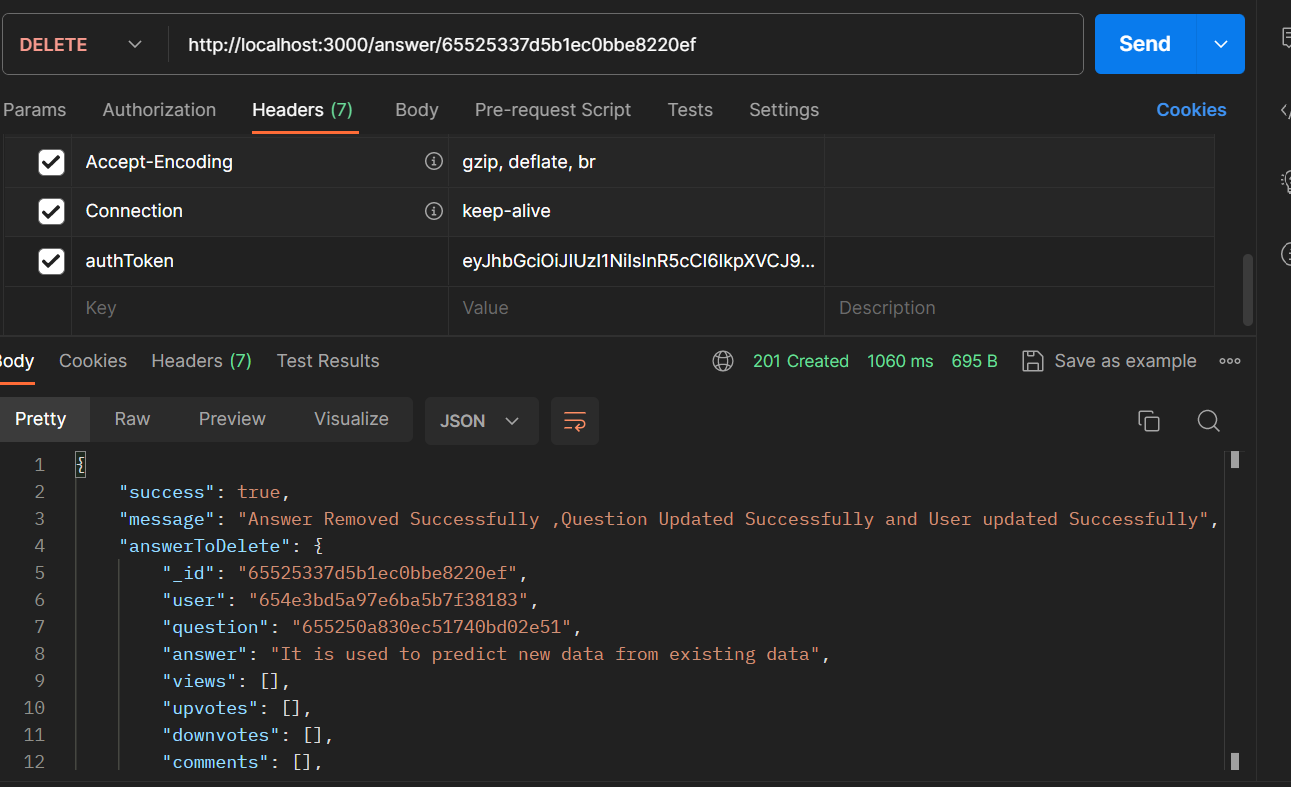 DELETE http://localhost:3000/answer/65525337d5b1ec0bbe8220ef Send
Params Authorization Headers (7) Body Pre-request Script Tests Settings Cookies
Accept-Encoding gzip, deflate, br
Connection keep-alive
authToken eyJhbGciOiJIUzI1NiIsInR5cCI6IkpXVCJ9...
Key Value Description
Body Cookies Headers (7) Test Results 201 Created 1060 ms 695 B Save as example
Pretty Raw Preview Visualize JSON
1 {
2 "success": true,
3 "message": "Answer Removed Successfully ,Question Updated Successfully and User updated Successfully",
4 "answerToDelete": {
5 "_id": "65525337d5b1ec0bbe8220ef",
6 "user": "654e3bd5a97e6ba5b7f38183",
7 "question": "655250a830ec51740bd02e51",
8 "answer": "It is used to predict new data from existing data",
9 "views": [],
10 "upvotes": [],
11 "downvotes": [],
12 "comments": [],